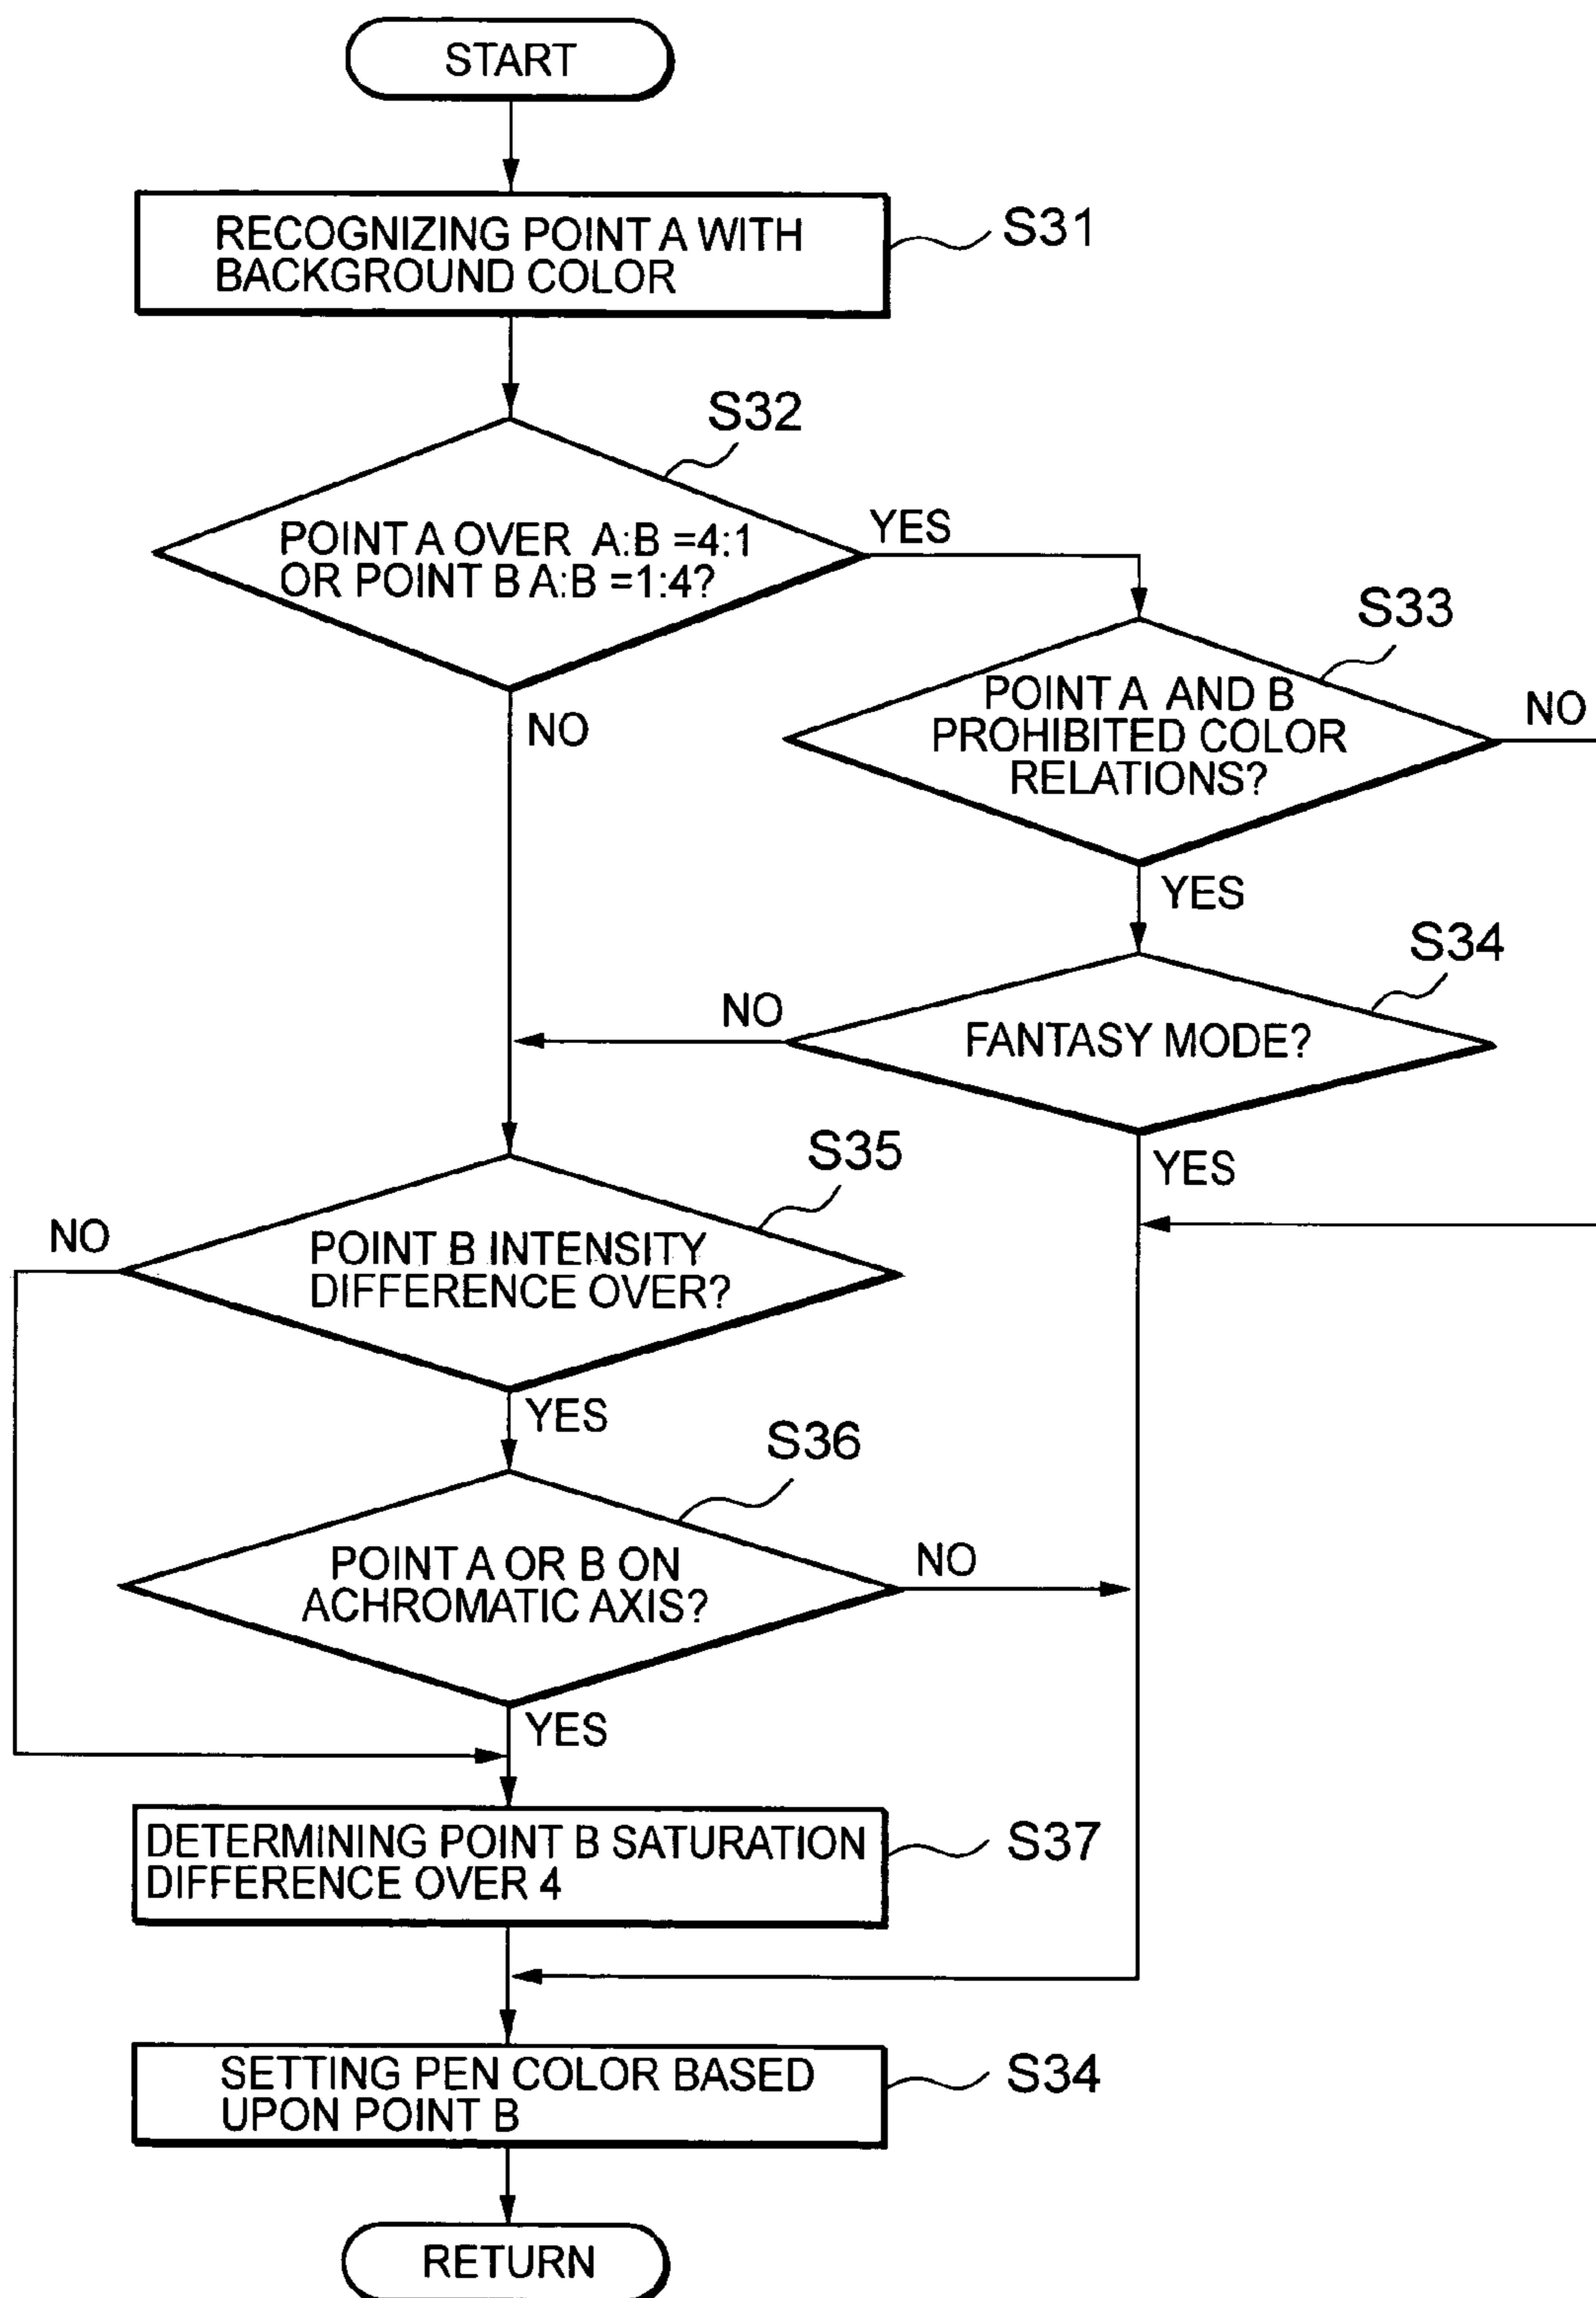 START
RECOGNIZING POINT A WITH
BACKGROUND COLOR
S31
S32
POINT A OVER A:B =4:1
OR POINT B A:B =1:4?
YES
NO
S33
POINT A AND B
PROHIBITED COLOR
RELATIONS?
NO
YES
S34
FANTASY MODE?
NO
YES
S35
POINT B INTENSITY
DIFFERENCE OVER?
NO
YES
S36
POINT A OR B ON
ACHROMATIC AXIS?
NO
YES
DETERMINING POINT B SATURATION
DIFFERENCE OVER 4
S37
SETTING PEN COLOR BASED
UPON POINT B
S34
RETURN